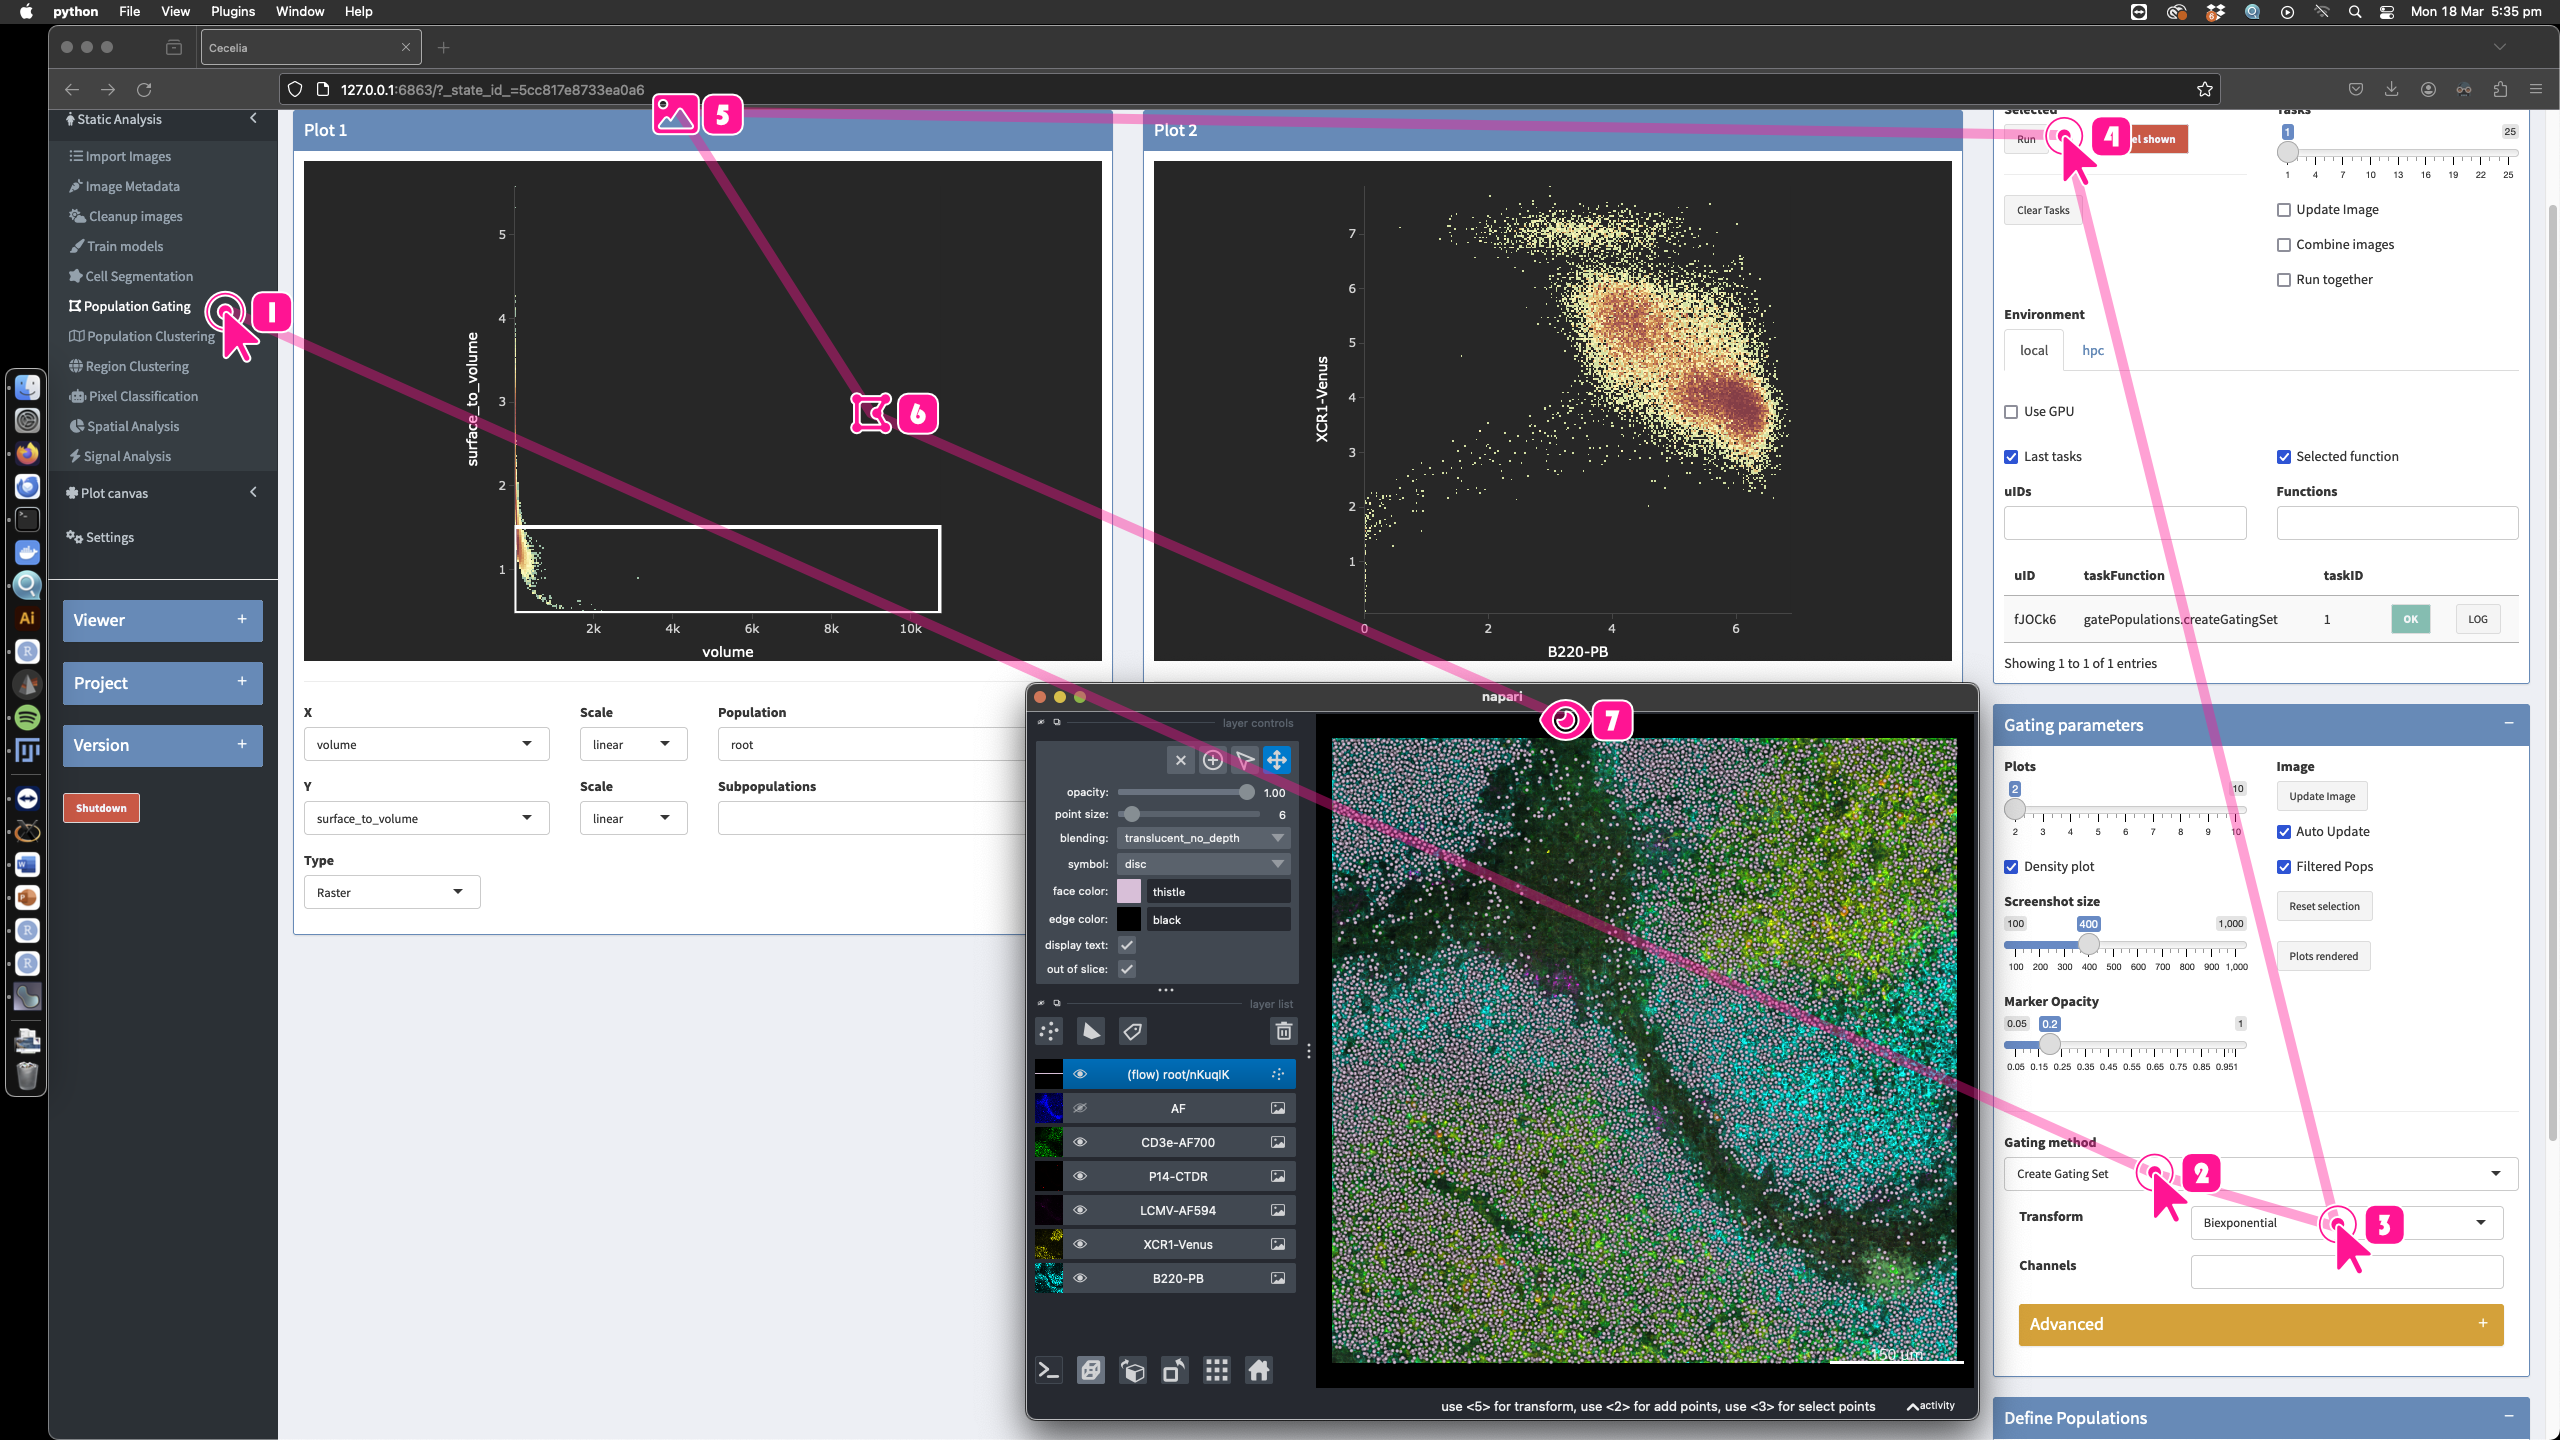 python File View Plugins Window Help
Mon 18 Mar 5:35 pm
Cecelia
127.0.0.1:6863/?_state_id_=5cc817e8733ea0a6
Static Analysis
Import Images
Image Metadata
Cleanup images
Train models
Cell Segmentation
Population Gating
Population Clustering
Region Clustering
Pixel Classification
Spatial Analysis
Signal Analysis
Plot canvas
Settings
Viewer +
Project +
Version +
Shutdown
1
5
6
Plot 1
surface_to_volume
5
4
3
2
1
2k 4k 6k 8k 10k
volume
X
volume
Scale
linear
Population
root
Y
surface_to_volume
Scale
linear
Subpopulations
Type
Raster
Plot 2
XCR1-Venus
7
6
5
4
3
2
1
0 2 4 6
B220-PB
napari
7
layer controls
opacity: 1.00
point size: 6
blending: translucent_no_depth
symbol: disc
face color: thistle
edge color: black
display text:
out of slice:
layer list
(flow) root/nKuqlK
AF
CD3e-AF700
P14-CTDR
LCMV-AF594
XCR1-Venus
B220-PB
150 µm
use <5> for transform, use <2> for add points, use <3> for select points
activity
Selected
Run
4
el shown
Clear Tasks
Tasks
1 25
1 4 7 10 13 16 19 22 25
Update Image
Combine images
Run together
Environment
local hpc
Use GPU
Last tasks
Selected function
uIDs
Functions
uID taskFunction taskID
fJOCk6 gatePopulations.createGatingSet 1 OK LOG
Showing 1 to 1 of 1 entries
Gating parameters −
Plots
2 10
2 3 4 5 6 7 8 9 10
Density plot
Screenshot size
100 400 1,000
100 200 300 400 500 600 700 800 900 1,000
Marker Opacity
0.05 0.2 1
0.05 0.15 0.25 0.35 0.45 0.55 0.65 0.75 0.85 0.951
Image
Update Image
Auto Update
Filtered Pops
Reset selection
Plots rendered
Gating method
Create Gating Set
2
Transform
Biexponential
3
Channels
Advanced +
Define Populations −